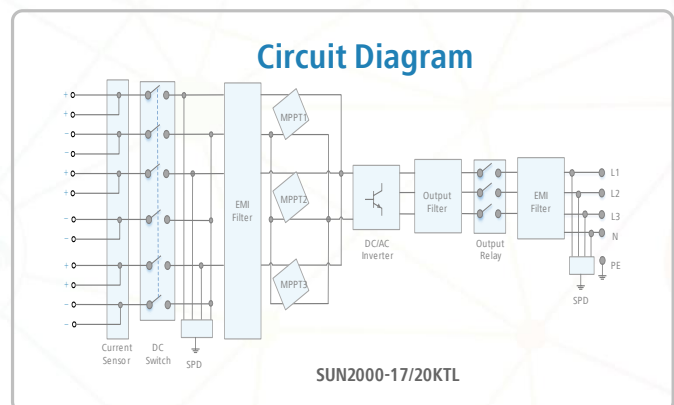 Circuit Diagram
+
+
−
−
+
+
−
−
+
+
−
−
Current
Sensor
DC
Switch
SPD
EMI
Filter
MPPT1
MPPT2
MPPT3
DC/AC
Inverter
Output
Filter
Output
Relay
EMI
Filter
L1
L2
L3
N
PE
SPD
SUN2000-17/20KTL